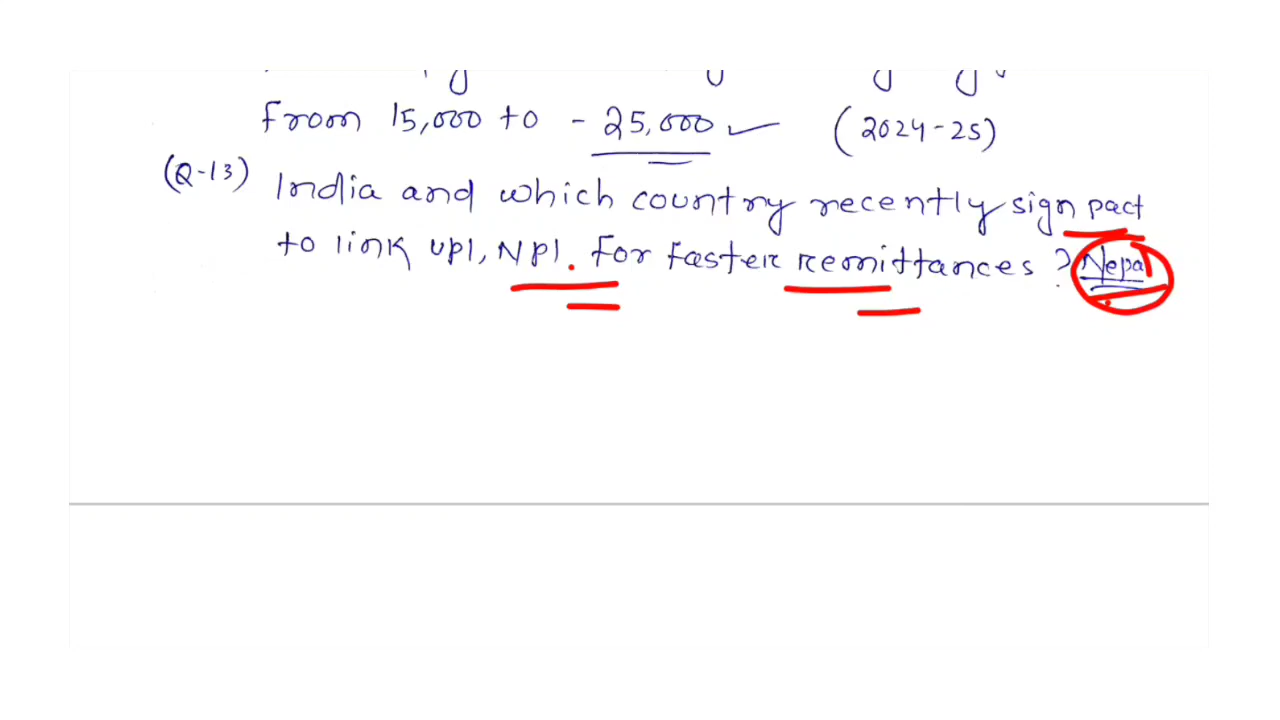 From 15,000 to - 25,000 (2024-25)
(Q-13) India and which country recently sign pact
to link UPI, NPI. For faster remittances ? Nepal